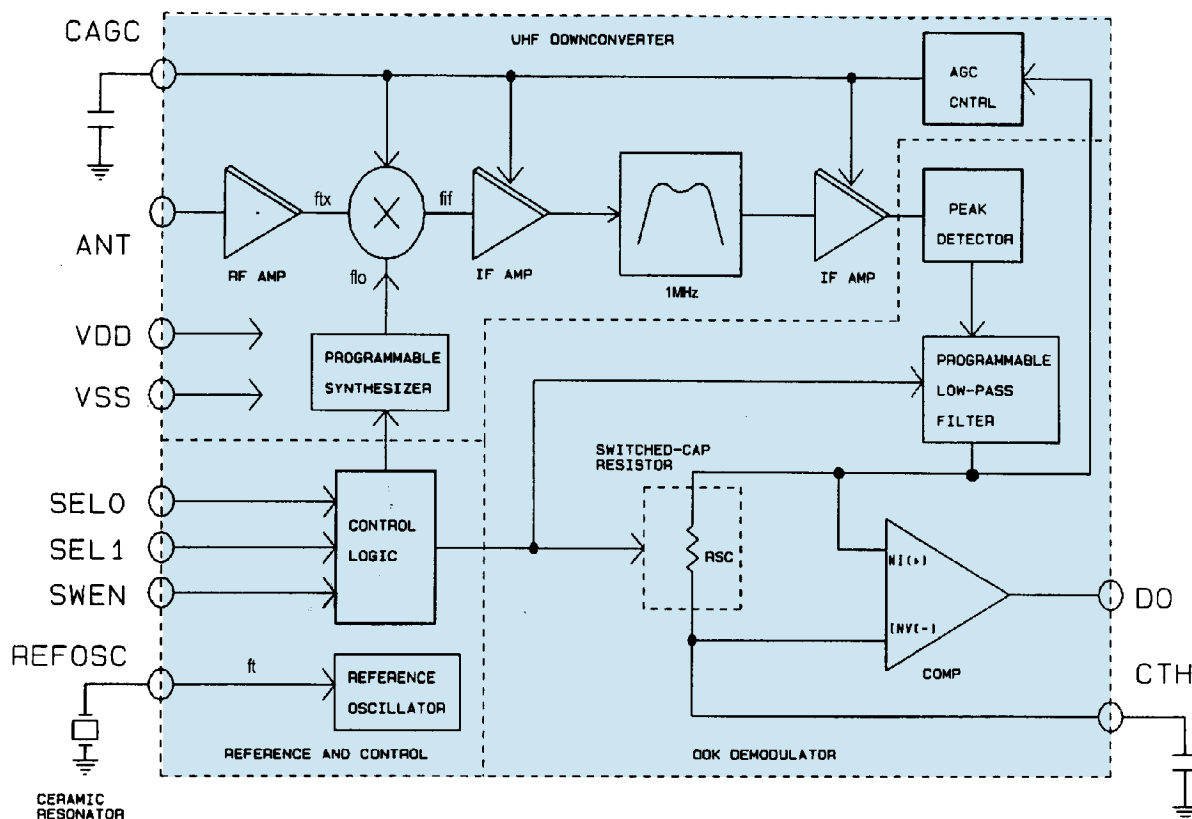 CAGC
UHF DOWNCONVERTER
AGC
CNTRL
ANT
RF AMP
ftx
flo
fif
IF AMP
1MHz
IF AMP
PEAK
DETECTOR
VDD
VSS
PROGRAMMABLE
SYNTHESIZER
PROGRAMMABLE
LOW-PASS
FILTER
SWITCHED-CAP
RESISTOR
SEL0
SEL1
SWEN
CONTROL
LOGIC
RSC
NI(+)
INV(-)
COMP
DO
REFOSC
ft
REFERENCE
OSCILLATOR
CTH
REFERENCE AND CONTROL
OOK DEMODULATOR
CERAMIC
RESONATOR